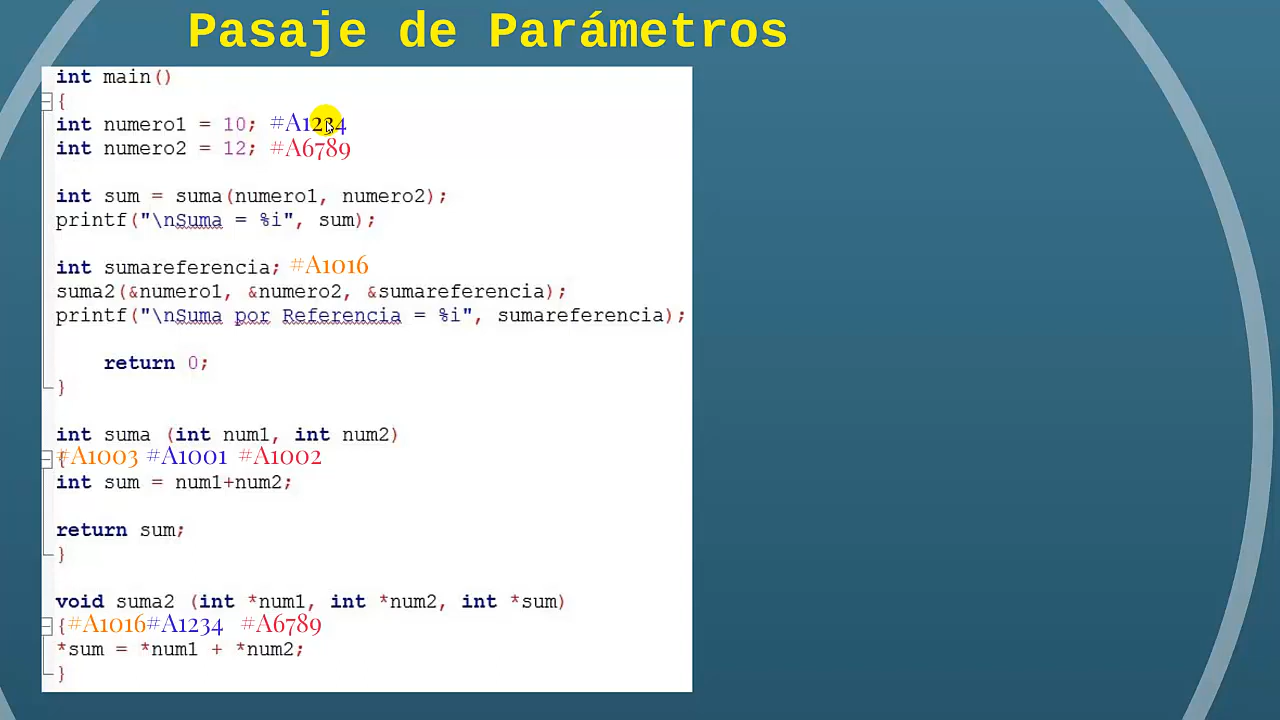 Pasaje de Parámetros
int main()
{
int numero1 = 10; #A1234
int numero2 = 12; #A6789
int sum = suma(numero1, numero2);
printf("\nSuma = %i", sum);
int sumareferencia; #A1016
suma2(&numero1, &numero2, &sumareferencia);
printf("\nSuma por Referencia = %i", sumareferencia);
return 0;
}
int suma (int num1, int num2)
{ #A1003 #A1001 #A1002
int sum = num1+num2;
return sum;
}
void suma2 (int *num1, int *num2, int *sum)
{#A1016#A1234 #A6789
*sum = *num1 + *num2;
}